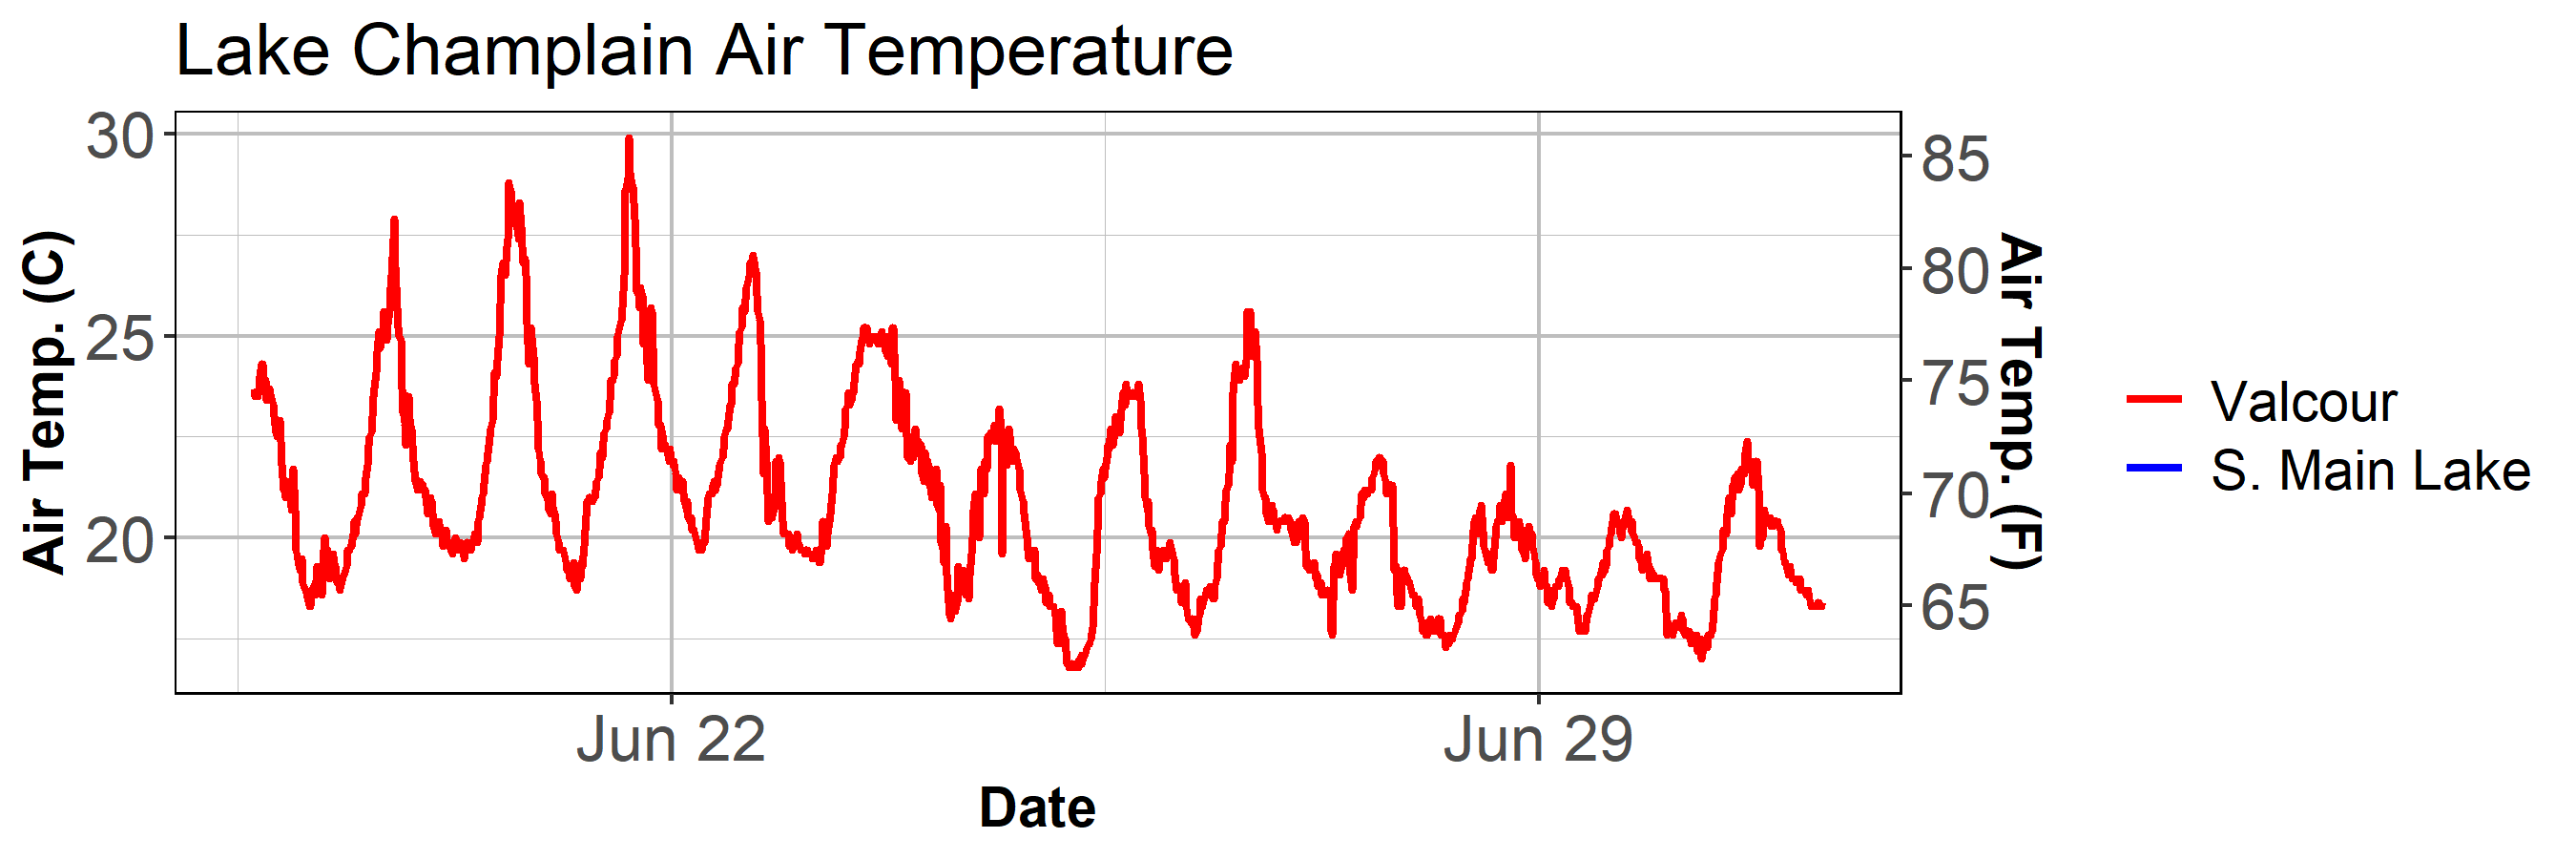 Lake Champlain Air Temperature
Air Temp. (C)
30
25
20
85
80
75
70
65
Air Temp. (F)
Jun 22
Jun 29
Date
Valcour
S. Main Lake